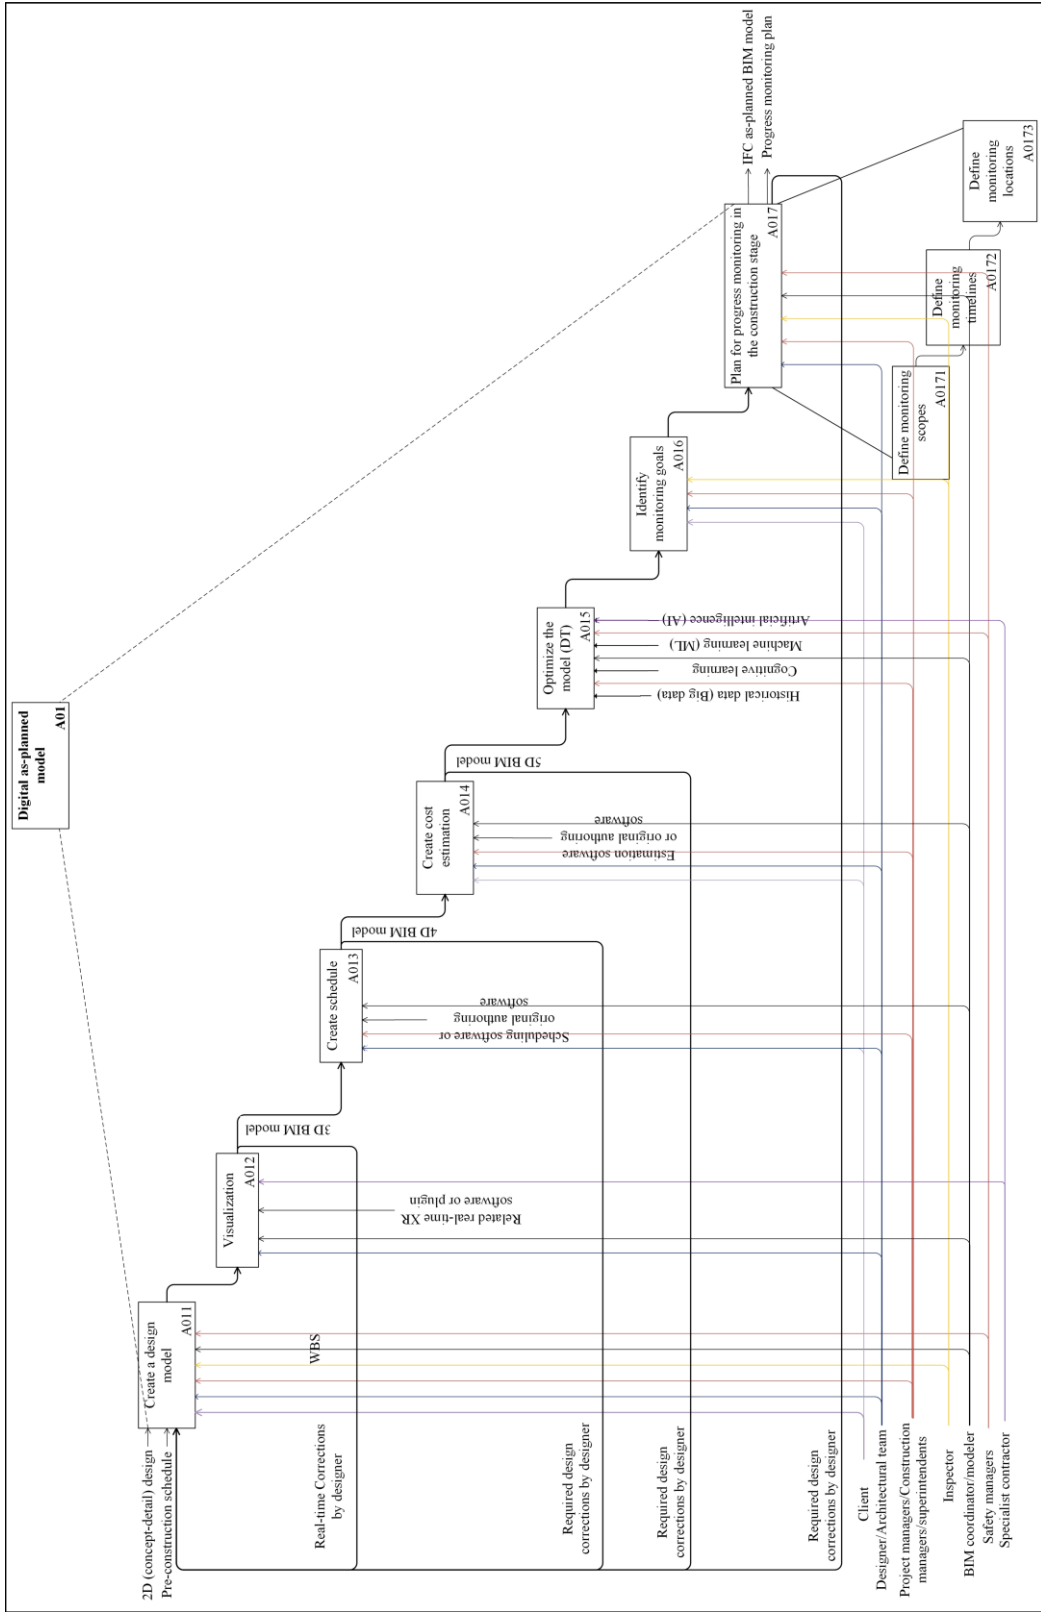 Digital as-planned
model
A01
2D (concept-detail) design
Pre-construction schedule
Create a design
model
A011
Visualization
A012
3D BIM model
Create schedule
A013
4D BIM model
Create cost
estimation
A014
5D BIM model
Optimize the
model (DT)
A015
Identify
monitoring goals
A016
Plan for progress monitoring in
the construction stage
A017
IFC as-planned BIM model
Progress monitoring plan
WBS
Related real-time XR
software or plugin
Scheduling software or
original authoring
software
Estimation software
or original authoring
software
Historical data (Big data)
Cognitive learning
Machine learning (ML)
Artificial intelligence (AI)
Define monitoring
scopes
A0171
Define
monitoring
timelines
A0172
Define
monitoring
locations
A0173
Real-time Corrections
by designer
Required design
corrections by designer
Required design
corrections by designer
Required design
corrections by designer
Client
Designer/Architectural team
Project managers/Construction
managers/superintendents
Inspector
BIM coordinator/modeler
Safety managers
Specialist contractor